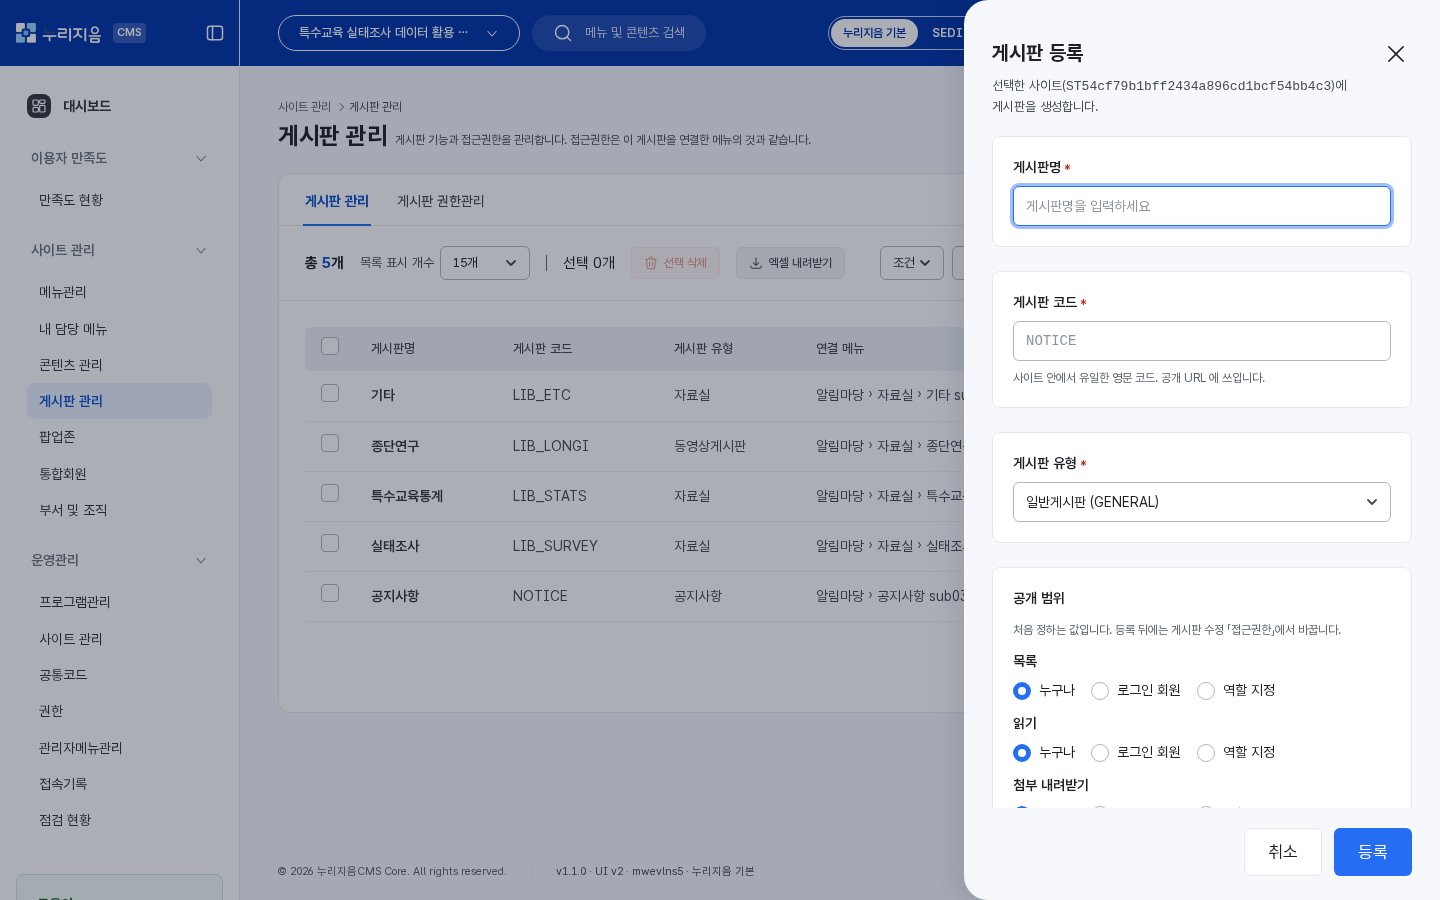 누리지음 CMS
특수교육 실태조사 데이터 활용 ···
메뉴 및 콘텐츠 검색
누리지음 기본
SEDI
대시보드
이용자 만족도
만족도 현황
사이트 관리
메뉴관리
내 담당 메뉴
콘텐츠 관리
게시판 관리
팝업존
통합회원
부서 및 조직
운영관리
프로그램관리
사이트 관리
공통코드
권한
관리자메뉴관리
접속기록
점검 현황
사이트 관리 > 게시판 관리
게시판 관리 게시판 기능과 접근권한을 관리합니다. 접근권한은 이 게시판을 연결한 메뉴의 것과 같습니다.
게시판 관리 게시판 권한관리
총 5개 목록 표시 개수 15개 선택 0개 선택 삭제 엑셀 내려받기 조건
게시판명 게시판 코드 게시판 유형 연결 메뉴
기타 LIB_ETC 자료실 알림마당 › 자료실 › 기타
종단연구 LIB_LONGI 동영상게시판 알림마당 › 자료실 ›
특수교육통계 LIB_STATS 자료실 알림마당 › 자료실 ›
실태조사 LIB_SURVEY 자료실 알림마당 › 자료실 ›
공지사항 NOTICE 공지사항 알림마당 › 공지사항
© 2026 누리지음CMS Core. All rights reserved.
v1.1.0 · UI v2 · mwevlns5 · 누리지음 기본
게시판 등록
선택한 사이트(ST54cf79b1bff2434a896cd1bcf54bb4c3)에
게시판을 생성합니다.
게시판명 *
게시판명을 입력하세요
게시판 코드 *
NOTICE
사이트 안에서 유일한 영문 코드. 공개 URL 에 쓰입니다.
게시판 유형 *
일반게시판 (GENERAL)
공개 범위
처음 정하는 값입니다. 등록 뒤에는 게시판 수정 「접근권한」에서 바꿉니다.
목록
누구나 로그인 회원 역할 지정
읽기
누구나 로그인 회원 역할 지정
첨부 내려받기
취소 등록